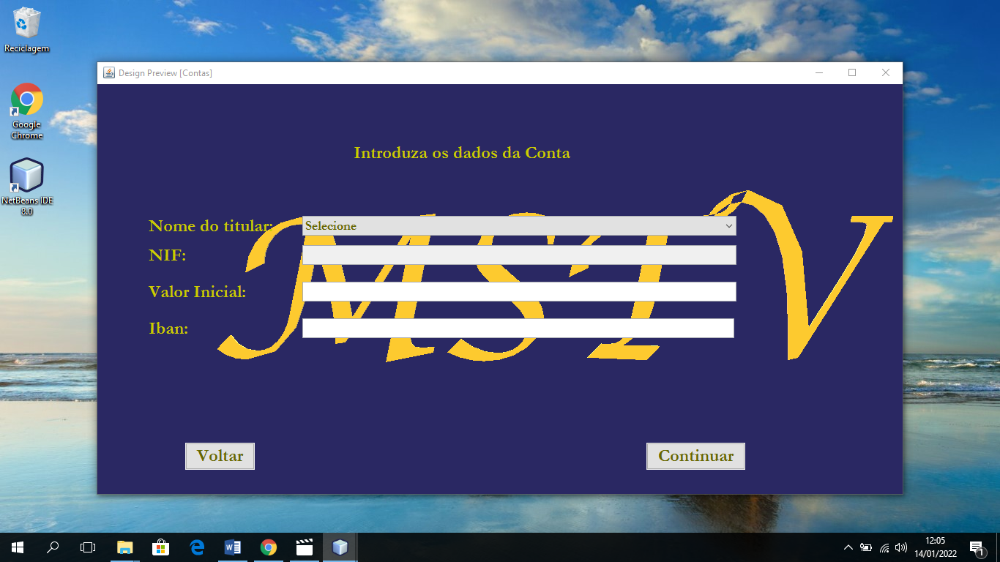 Reciclagem
Google
Chrome
NetBeans IDE
8.0
Design Preview [Contas]
Introduza os dados da Conta
Nome do titular:
Selecione
NIF:
Valor Inicial:
Iban:
Voltar
Continuar
12:05
14/01/2022
1